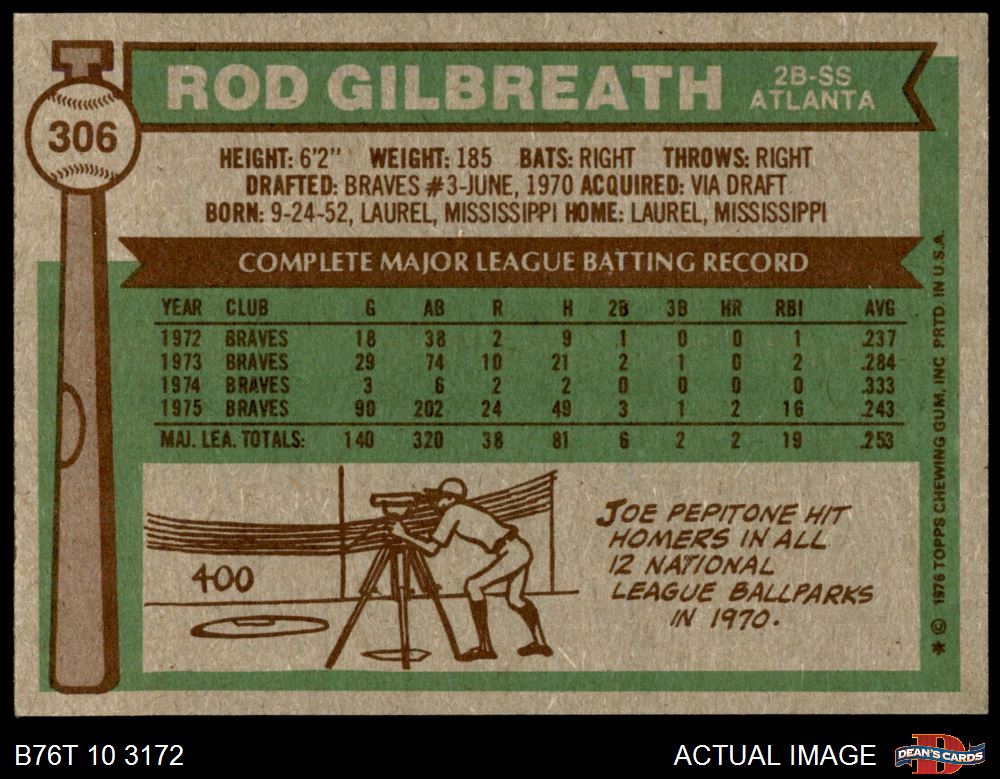 306
ROD GILBREATH
2B-SS
ATLANTA
HEIGHT: 6'2" WEIGHT: 185 BATS: RIGHT THROWS: RIGHT
DRAFTED: BRAVES #3-JUNE, 1970 ACQUIRED: VIA DRAFT
BORN: 9-24-52, LAUREL, MISSISSIPPI HOME: LAUREL, MISSISSIPPI
COMPLETE MAJOR LEAGUE BATTING RECORD
YEAR CLUB G AB R H 2B 3B HR RBI AVG
1972 BRAVES 18 38 2 9 1 0 0 1 .237
1973 BRAVES 29 74 10 21 2 1 0 2 .284
1974 BRAVES 3 6 2 2 0 0 0 0 .333
1975 BRAVES 90 202 24 49 3 1 2 16 .243
MAJ. LEA. TOTALS: 140 320 38 81 6 2 2 19 .253
400
JOE PEPITONE HIT
HOMERS IN ALL
12 NATIONAL
LEAGUE BALLPARKS
IN 1970.
* © 1976 TOPPS CHEWING GUM, INC PRTD. IN U.S.A.
B76T 10 3172
ACTUAL IMAGE
DEAN'S CARDS